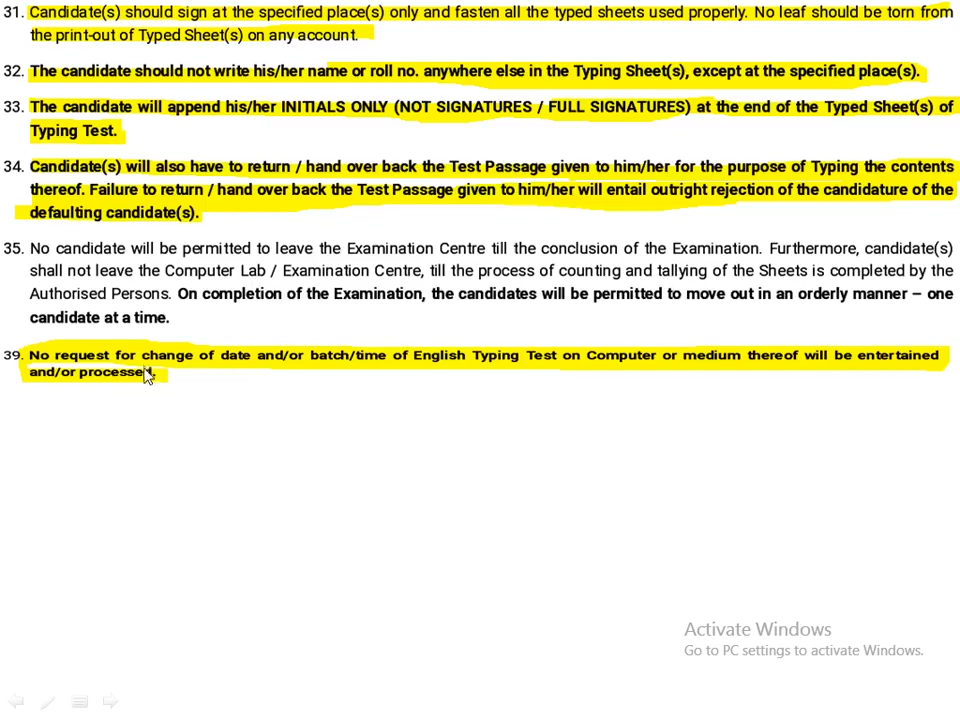 31. Candidate(s) should sign at the specified place(s) only and fasten all the typed sheets used properly. No leaf should be torn from
the print-out of Typed Sheet(s) on any account.
32. The candidate should not write his/her name or roll no. anywhere else in the Typing Sheet(s), except at the specified place(s).
33. The candidate will append his/her INITIALS ONLY (NOT SIGNATURES / FULL SIGNATURES) at the end of the Typed Sheet(s) of
Typing Test.
34. Candidate(s) will also have to return / hand over back the Test Passage given to him/her for the purpose of Typing the contents
thereof. Failure to return / hand over back the Test Passage given to him/her will entail outright rejection of the candidature of the
defaulting candidate(s).
35. No candidate will be permitted to leave the Examination Centre till the conclusion of the Examination. Furthermore, candidate(s)
shall not leave the Computer Lab / Examination Centre, till the process of counting and tallying of the Sheets is completed by the
Authorised Persons. On completion of the Examination, the candidates will be permitted to move out in an orderly manner – one
candidate at a time.
39. No request for change of date and/or batch/time of English Typing Test on Computer or medium thereof will be entertained
and/or processed.
Activate Windows
Go to PC settings to activate Windows.